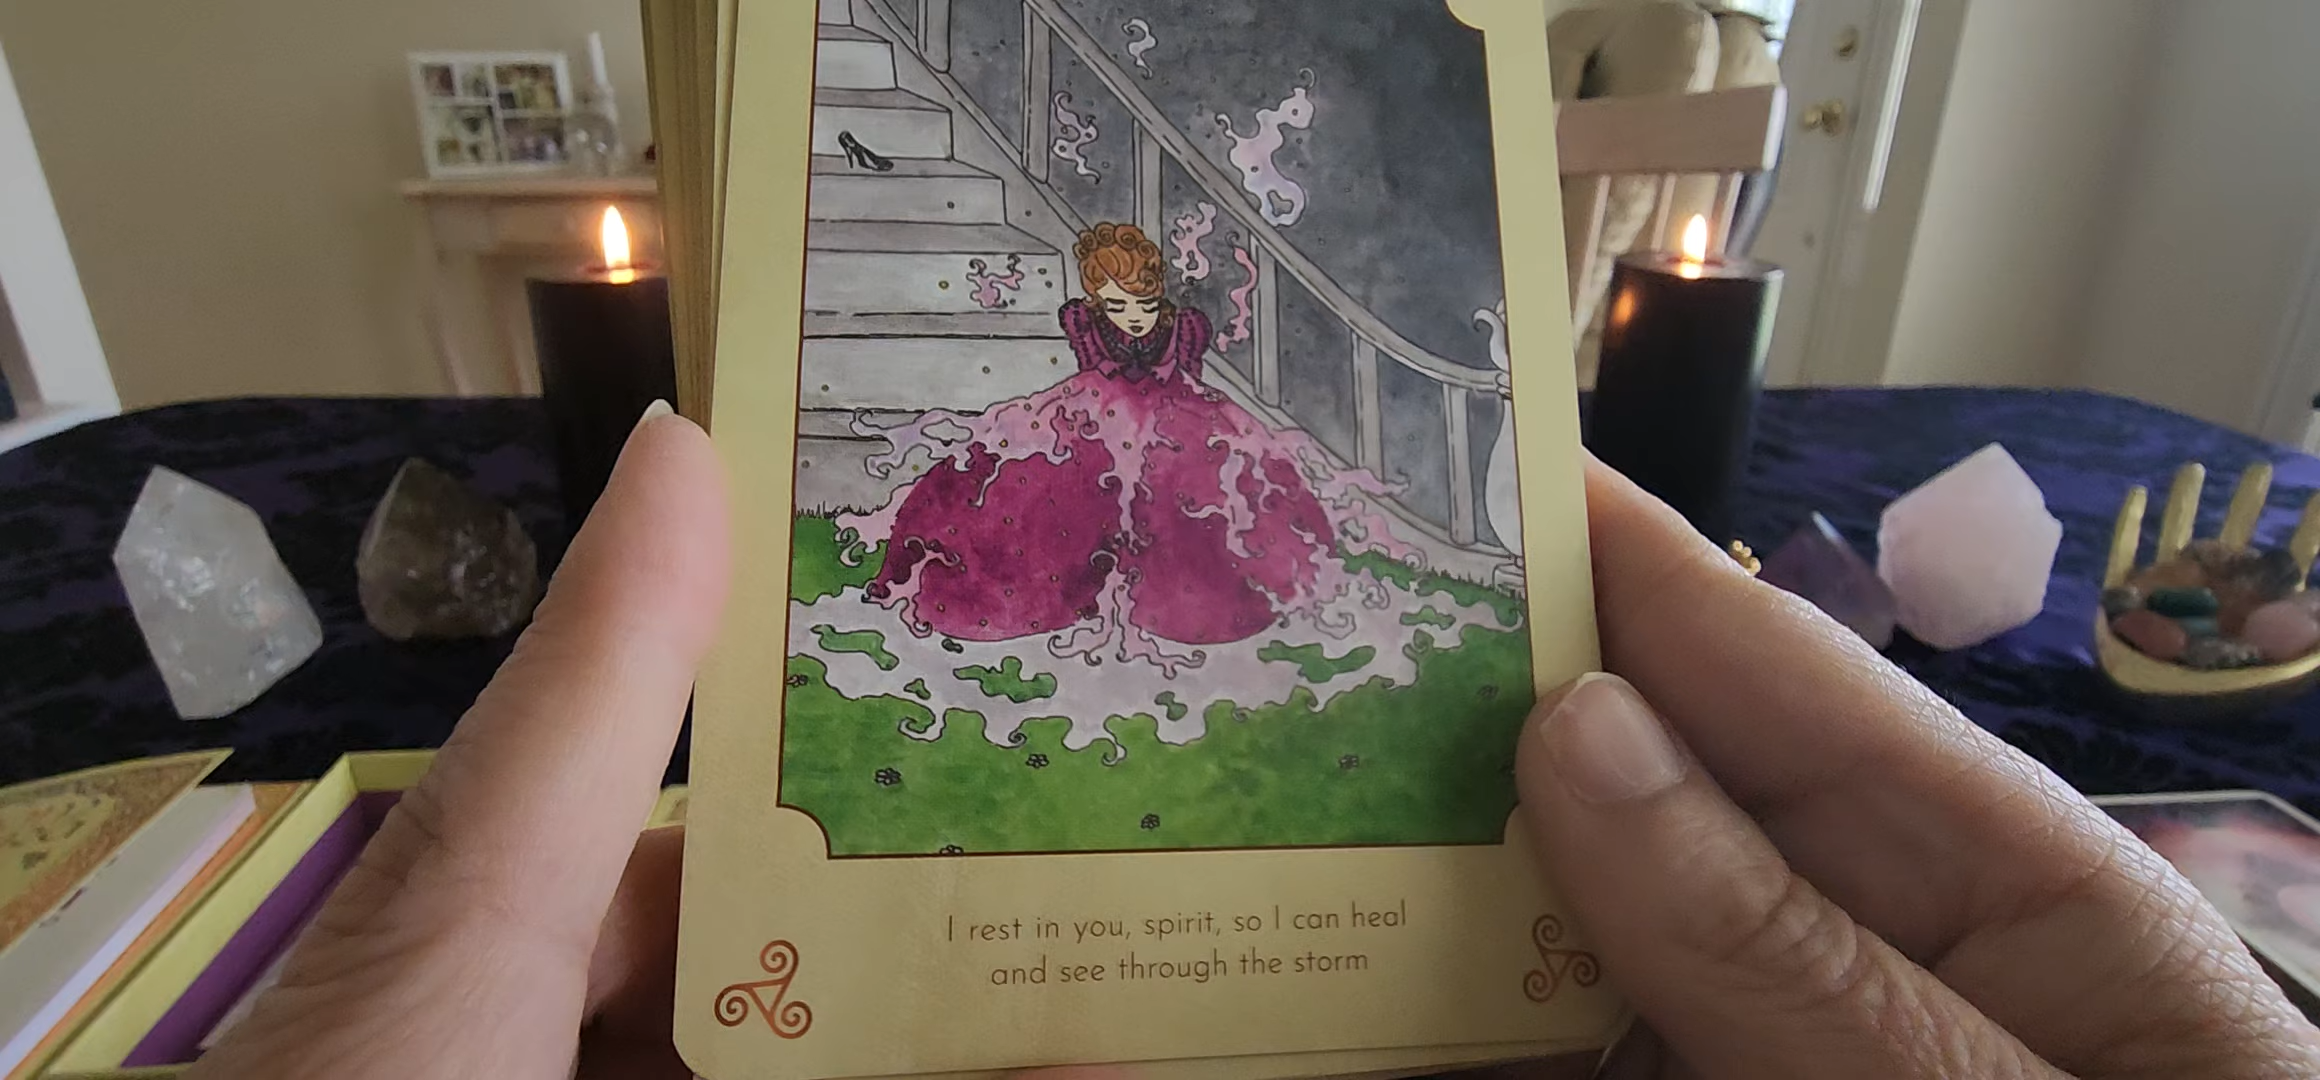 I rest in you, spirit, so I can heal
and see through the storm